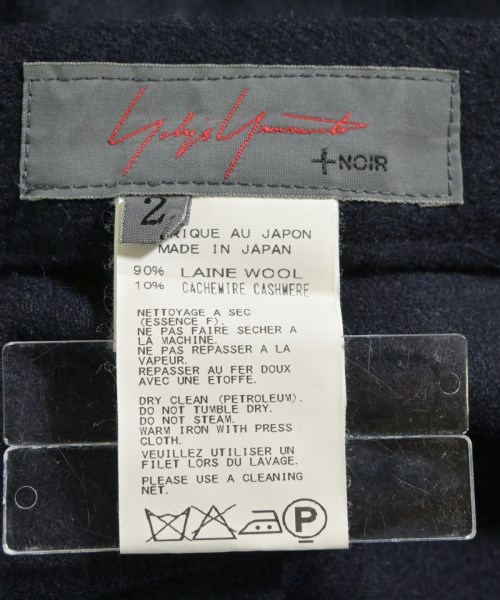 Yohji Yamamoto
+NOIR
2
RIQUE AU JAPON
MADE IN JAPAN
90% LAINE WOOL
10% CACHEMIRE CASHMERE
NETTOYAGE A SEC
(ESSENCE F).
NE PAS FAIRE SECHER A
LA MACHINE.
NE PAS REPASSER A LA
VAPEUR.
REPASSER AU FER DOUX
AVEC UNE ETOFFE.
DRY CLEAN (PETROLEUM).
DO NOT TUMBLE DRY.
DO NOT STEAM.
WARM IRON WITH PRESS
CLOTH.
VEUILLEZ UTILISER UN
FILET LORS DU LAVAGE.
PLEASE USE A CLEANING
NET.
P